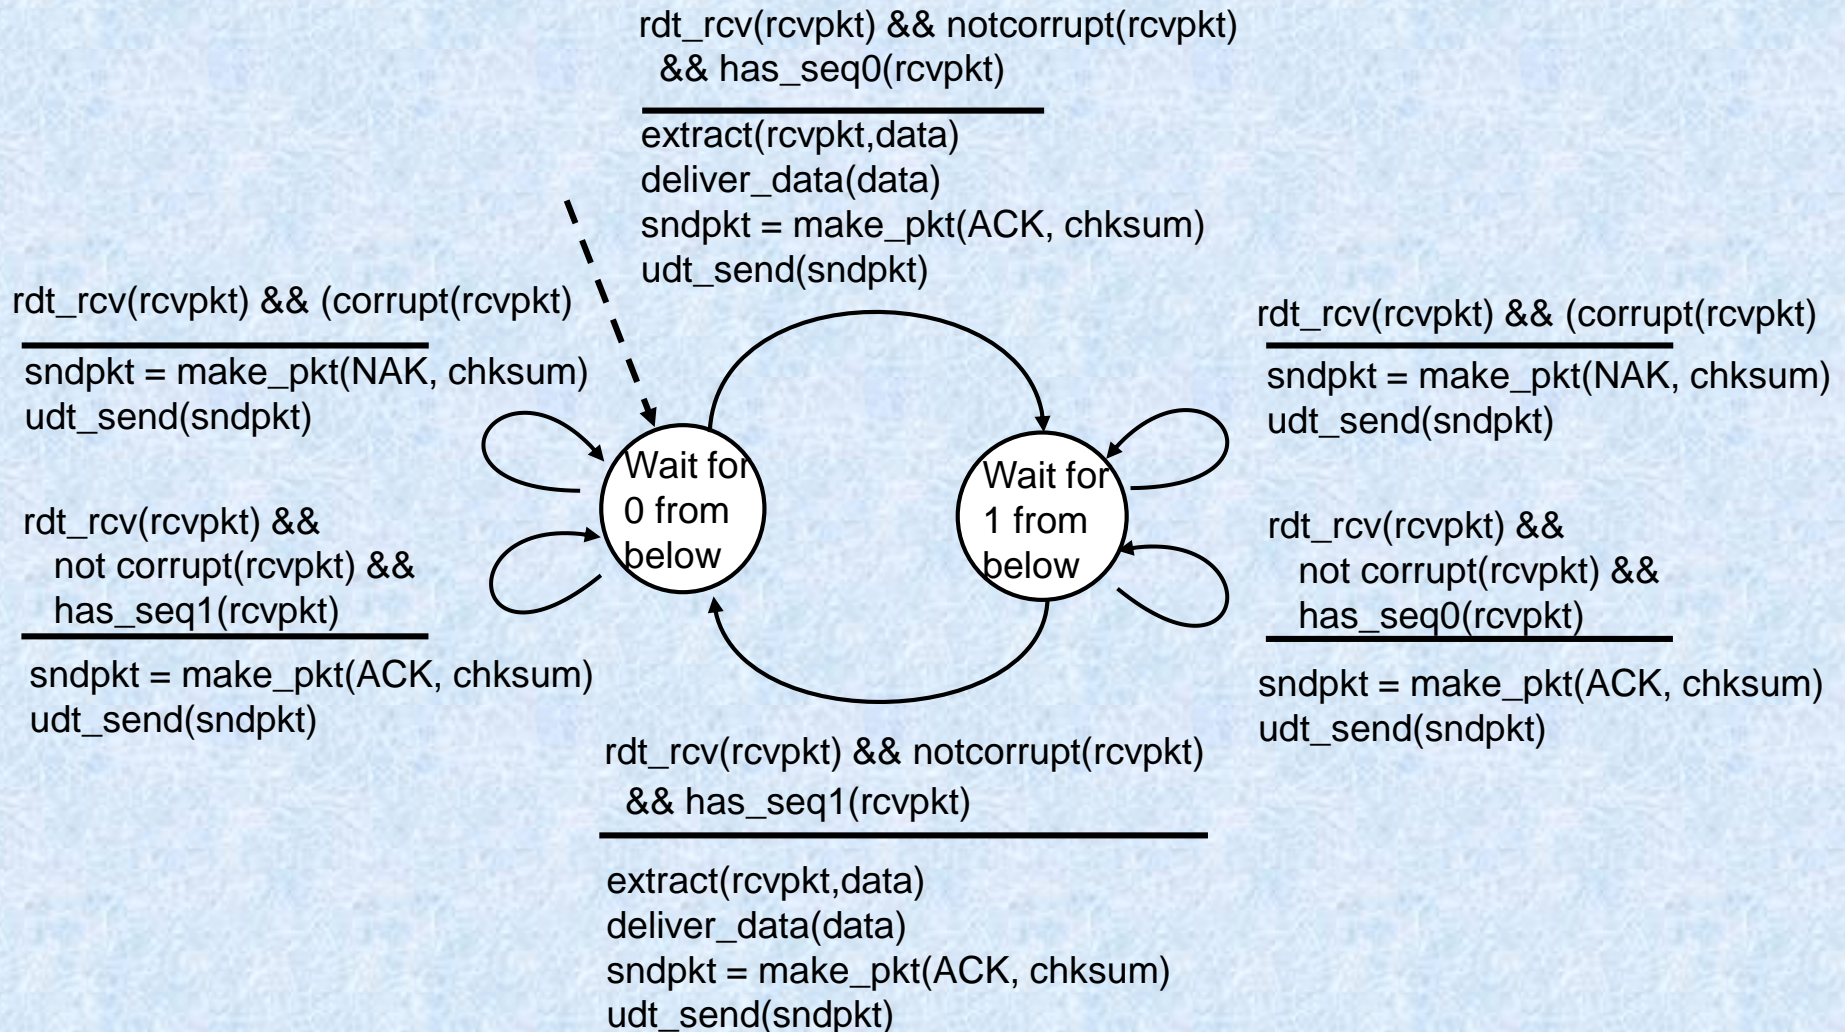 rdt_rcv(rcvpkt) && notcorrupt(rcvpkt)
&& has_seq0(rcvpkt)
extract(rcvpkt,data)
deliver_data(data)
sndpkt = make_pkt(ACK, chksum)
udt_send(sndpkt)
rdt_rcv(rcvpkt) && (corrupt(rcvpkt)
sndpkt = make_pkt(NAK, chksum)
udt_send(sndpkt)
rdt_rcv(rcvpkt) &&
not corrupt(rcvpkt) &&
has_seq1(rcvpkt)
sndpkt = make_pkt(ACK, chksum)
udt_send(sndpkt)
Wait for
0 from
below
Wait for
1 from
below
rdt_rcv(rcvpkt) && (corrupt(rcvpkt)
sndpkt = make_pkt(NAK, chksum)
udt_send(sndpkt)
rdt_rcv(rcvpkt) &&
not corrupt(rcvpkt) &&
has_seq0(rcvpkt)
sndpkt = make_pkt(ACK, chksum)
udt_send(sndpkt)
rdt_rcv(rcvpkt) && notcorrupt(rcvpkt)
&& has_seq1(rcvpkt)
extract(rcvpkt,data)
deliver_data(data)
sndpkt = make_pkt(ACK, chksum)
udt_send(sndpkt)